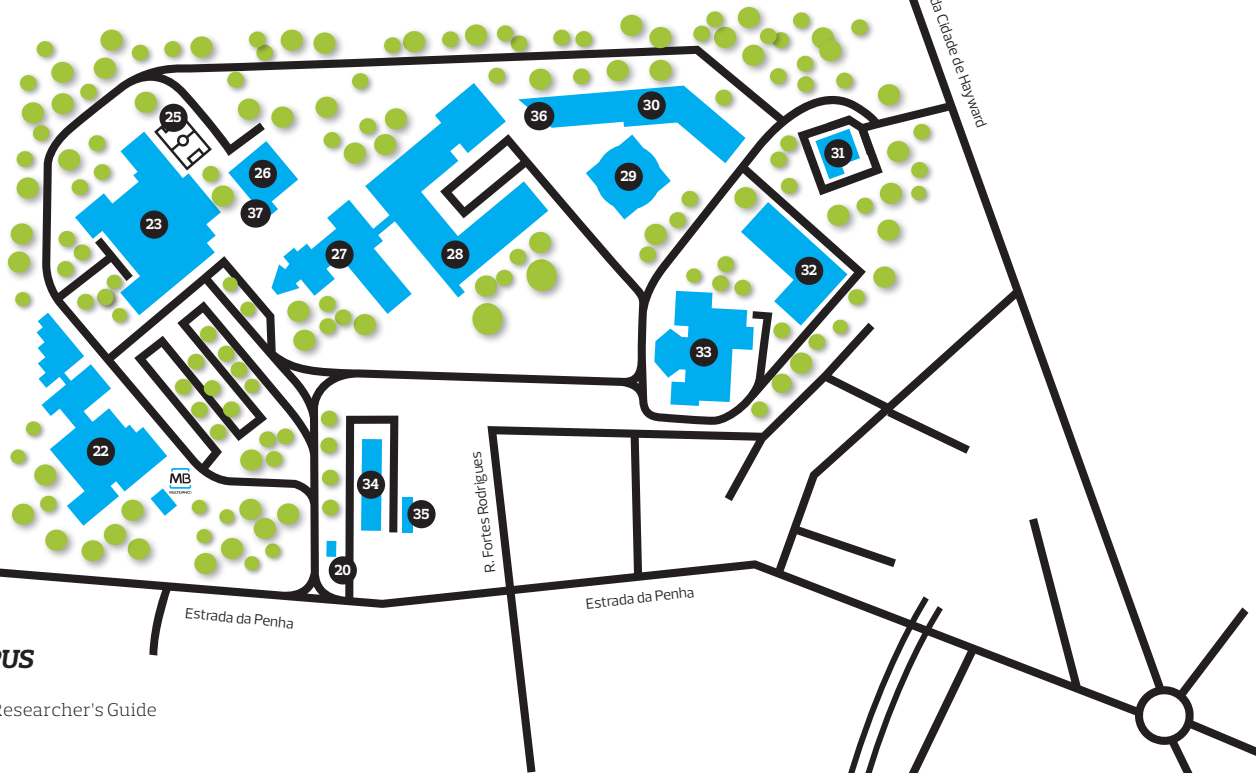 da Cidade de Hayward
25
36
30
31
26
29
23
37
27
28
32
33
22
MB
MULTIBANCO
34
35
R. Fortes Rodrigues
20
Estrada da Penha
Estrada da Penha
PUS
Researcher's Guide